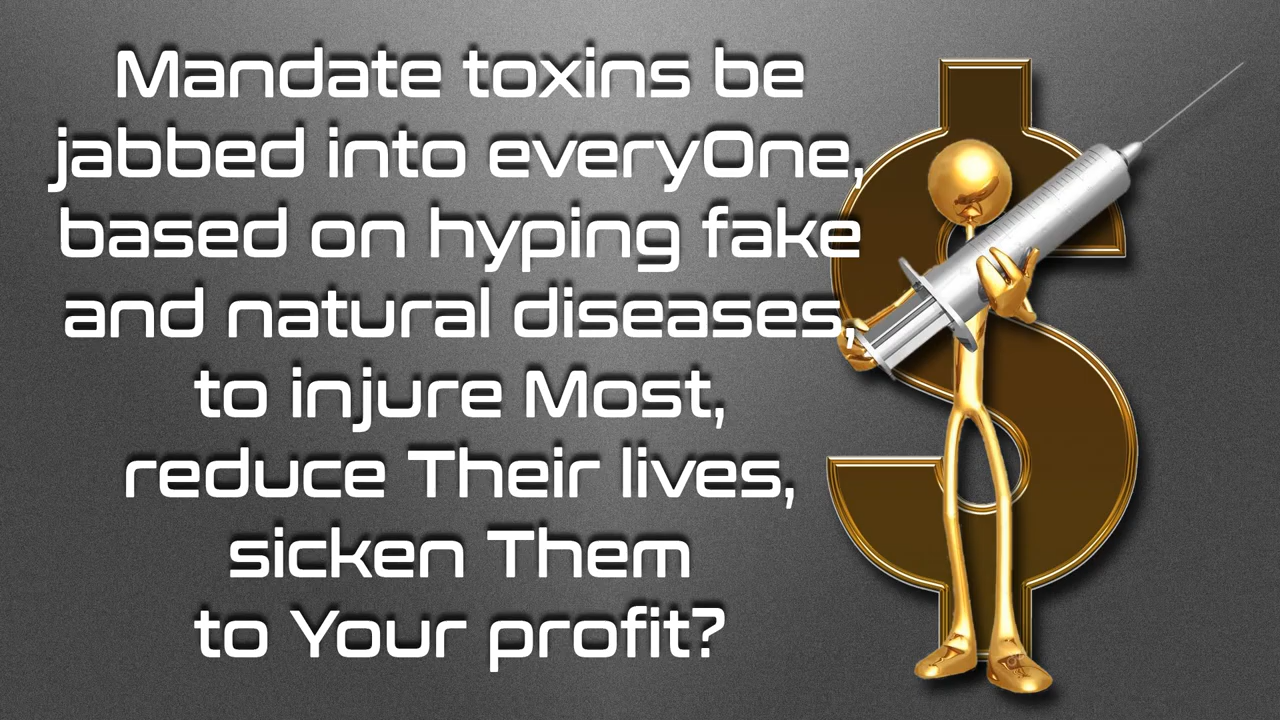 Mandate toxins be
jabbed into everyOne,
based on hyping fake
and natural diseases,
to injure Most,
reduce Their lives,
sicken Them
to Your profit?